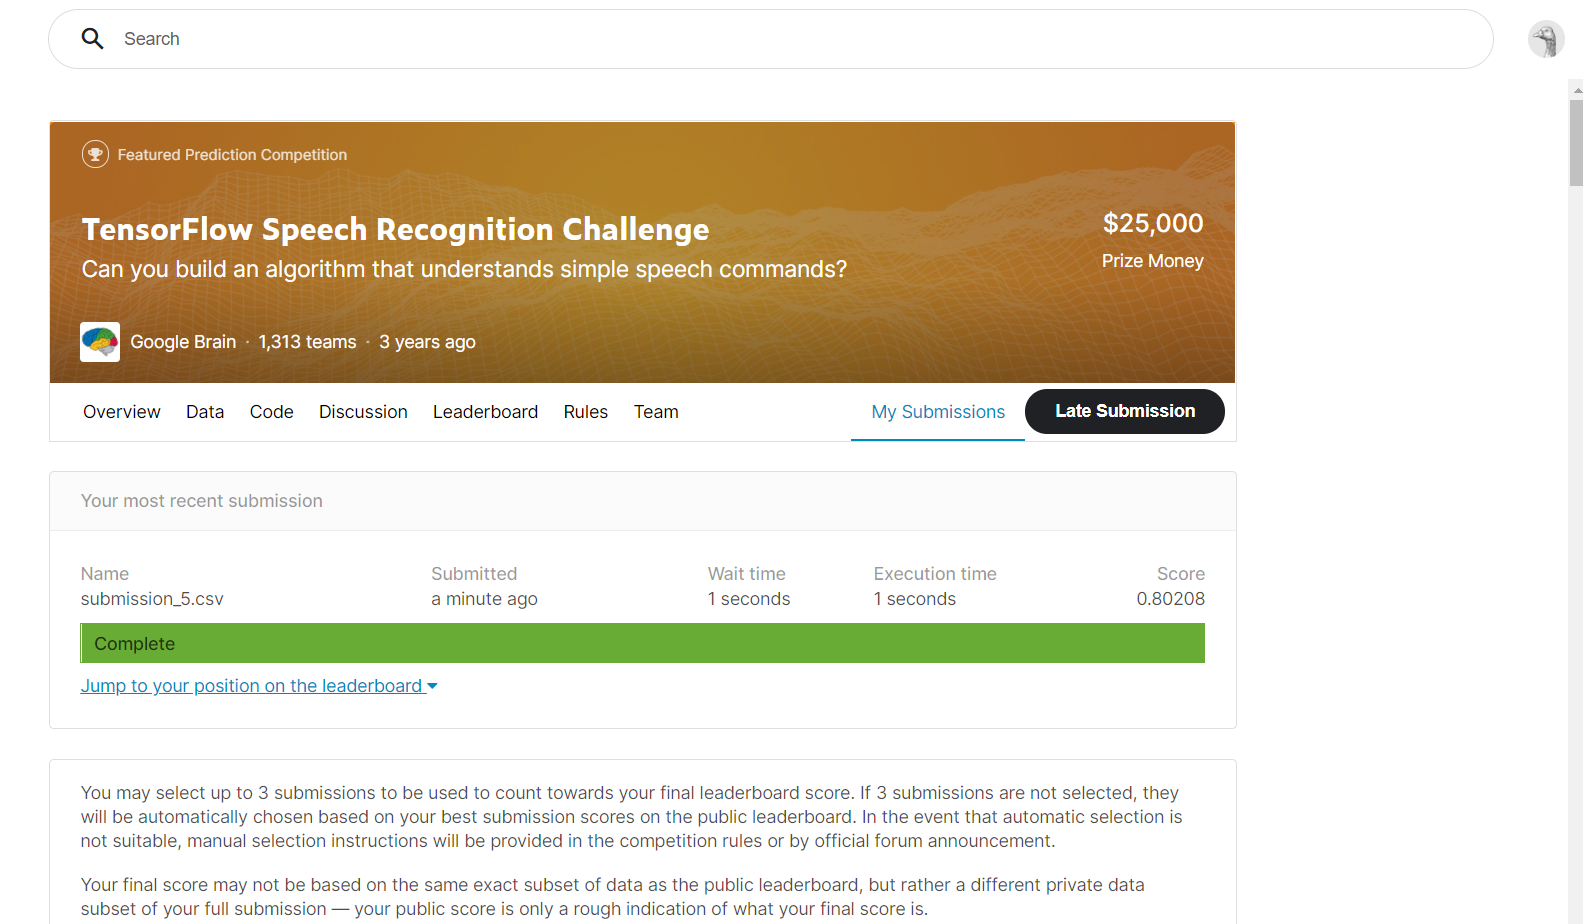 Search
Featured Prediction Competition
TensorFlow Speech Recognition Challenge
Can you build an algorithm that understands simple speech commands?
$25,000
Prize Money
Google Brain · 1,313 teams · 3 years ago
Overview Data Code Discussion Leaderboard Rules Team My Submissions Late Submission
Your most recent submission
Name Submitted Wait time Execution time Score
submission_5.csv a minute ago 1 seconds 1 seconds 0.80208
Complete
Jump to your position on the leaderboard
You may select up to 3 submissions to be used to count towards your final leaderboard score. If 3 submissions are not selected, they
will be automatically chosen based on your best submission scores on the public leaderboard. In the event that automatic selection is
not suitable, manual selection instructions will be provided in the competition rules or by official forum announcement.
Your final score may not be based on the same exact subset of data as the public leaderboard, but rather a different private data
subset of your full submission — your public score is only a rough indication of what your final score is.